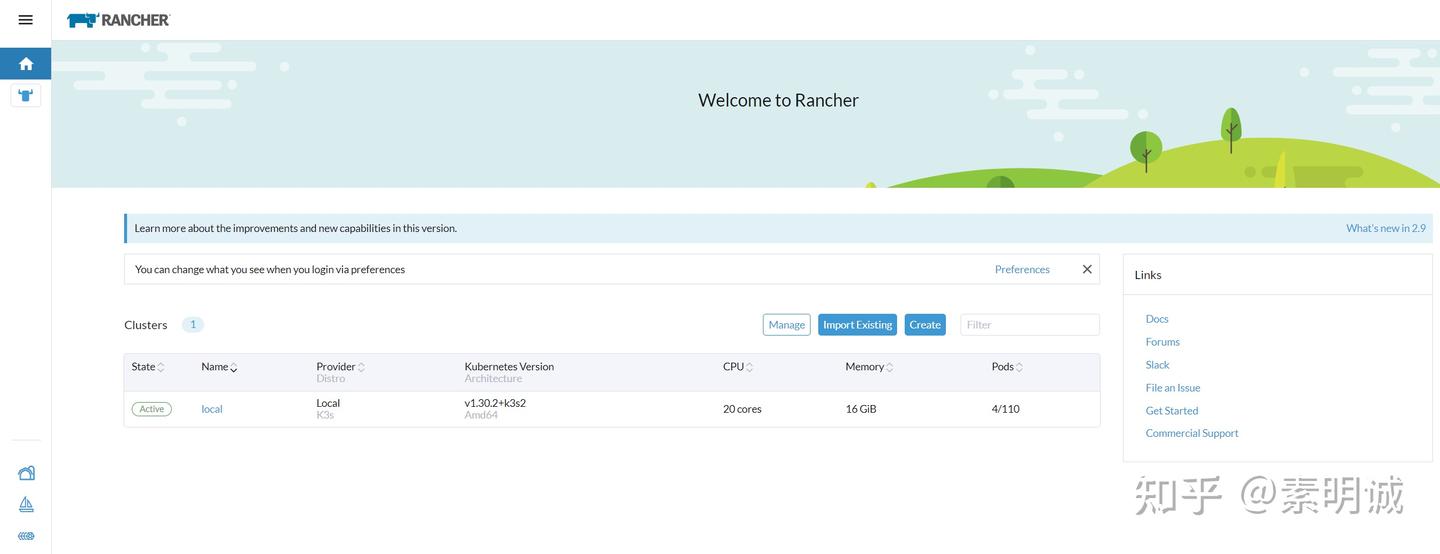 RANCHER
Welcome to Rancher
Learn more about the improvements and new capabilities in this version.
What's new in 2.9
You can change what you see when you login via preferences
Preferences
Links
Docs
Forums
Slack
File an Issue
Get Started
Commercial Support
Clusters 1
Manage Import Existing Create Filter
State Name Provider Kubernetes Version CPU Memory Pods
Distro Architecture
Active local Local v1.30.2+k3s2 20 cores 16 GiB 4/110
K3s Amd64
知乎 @素明诚